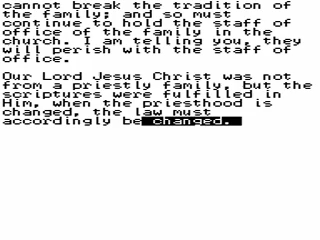 cannot break the tradition of
the family; and so must
continue to hold the staff of
office of the family in the
church. I am telling you, they
will perish with the staff of
office.
Our Lord Jesus Christ was not
from a priestly family, but the
scriptures were fulfilled in
Him, when the priesthood is
changed, the law must
accordingly be changed.